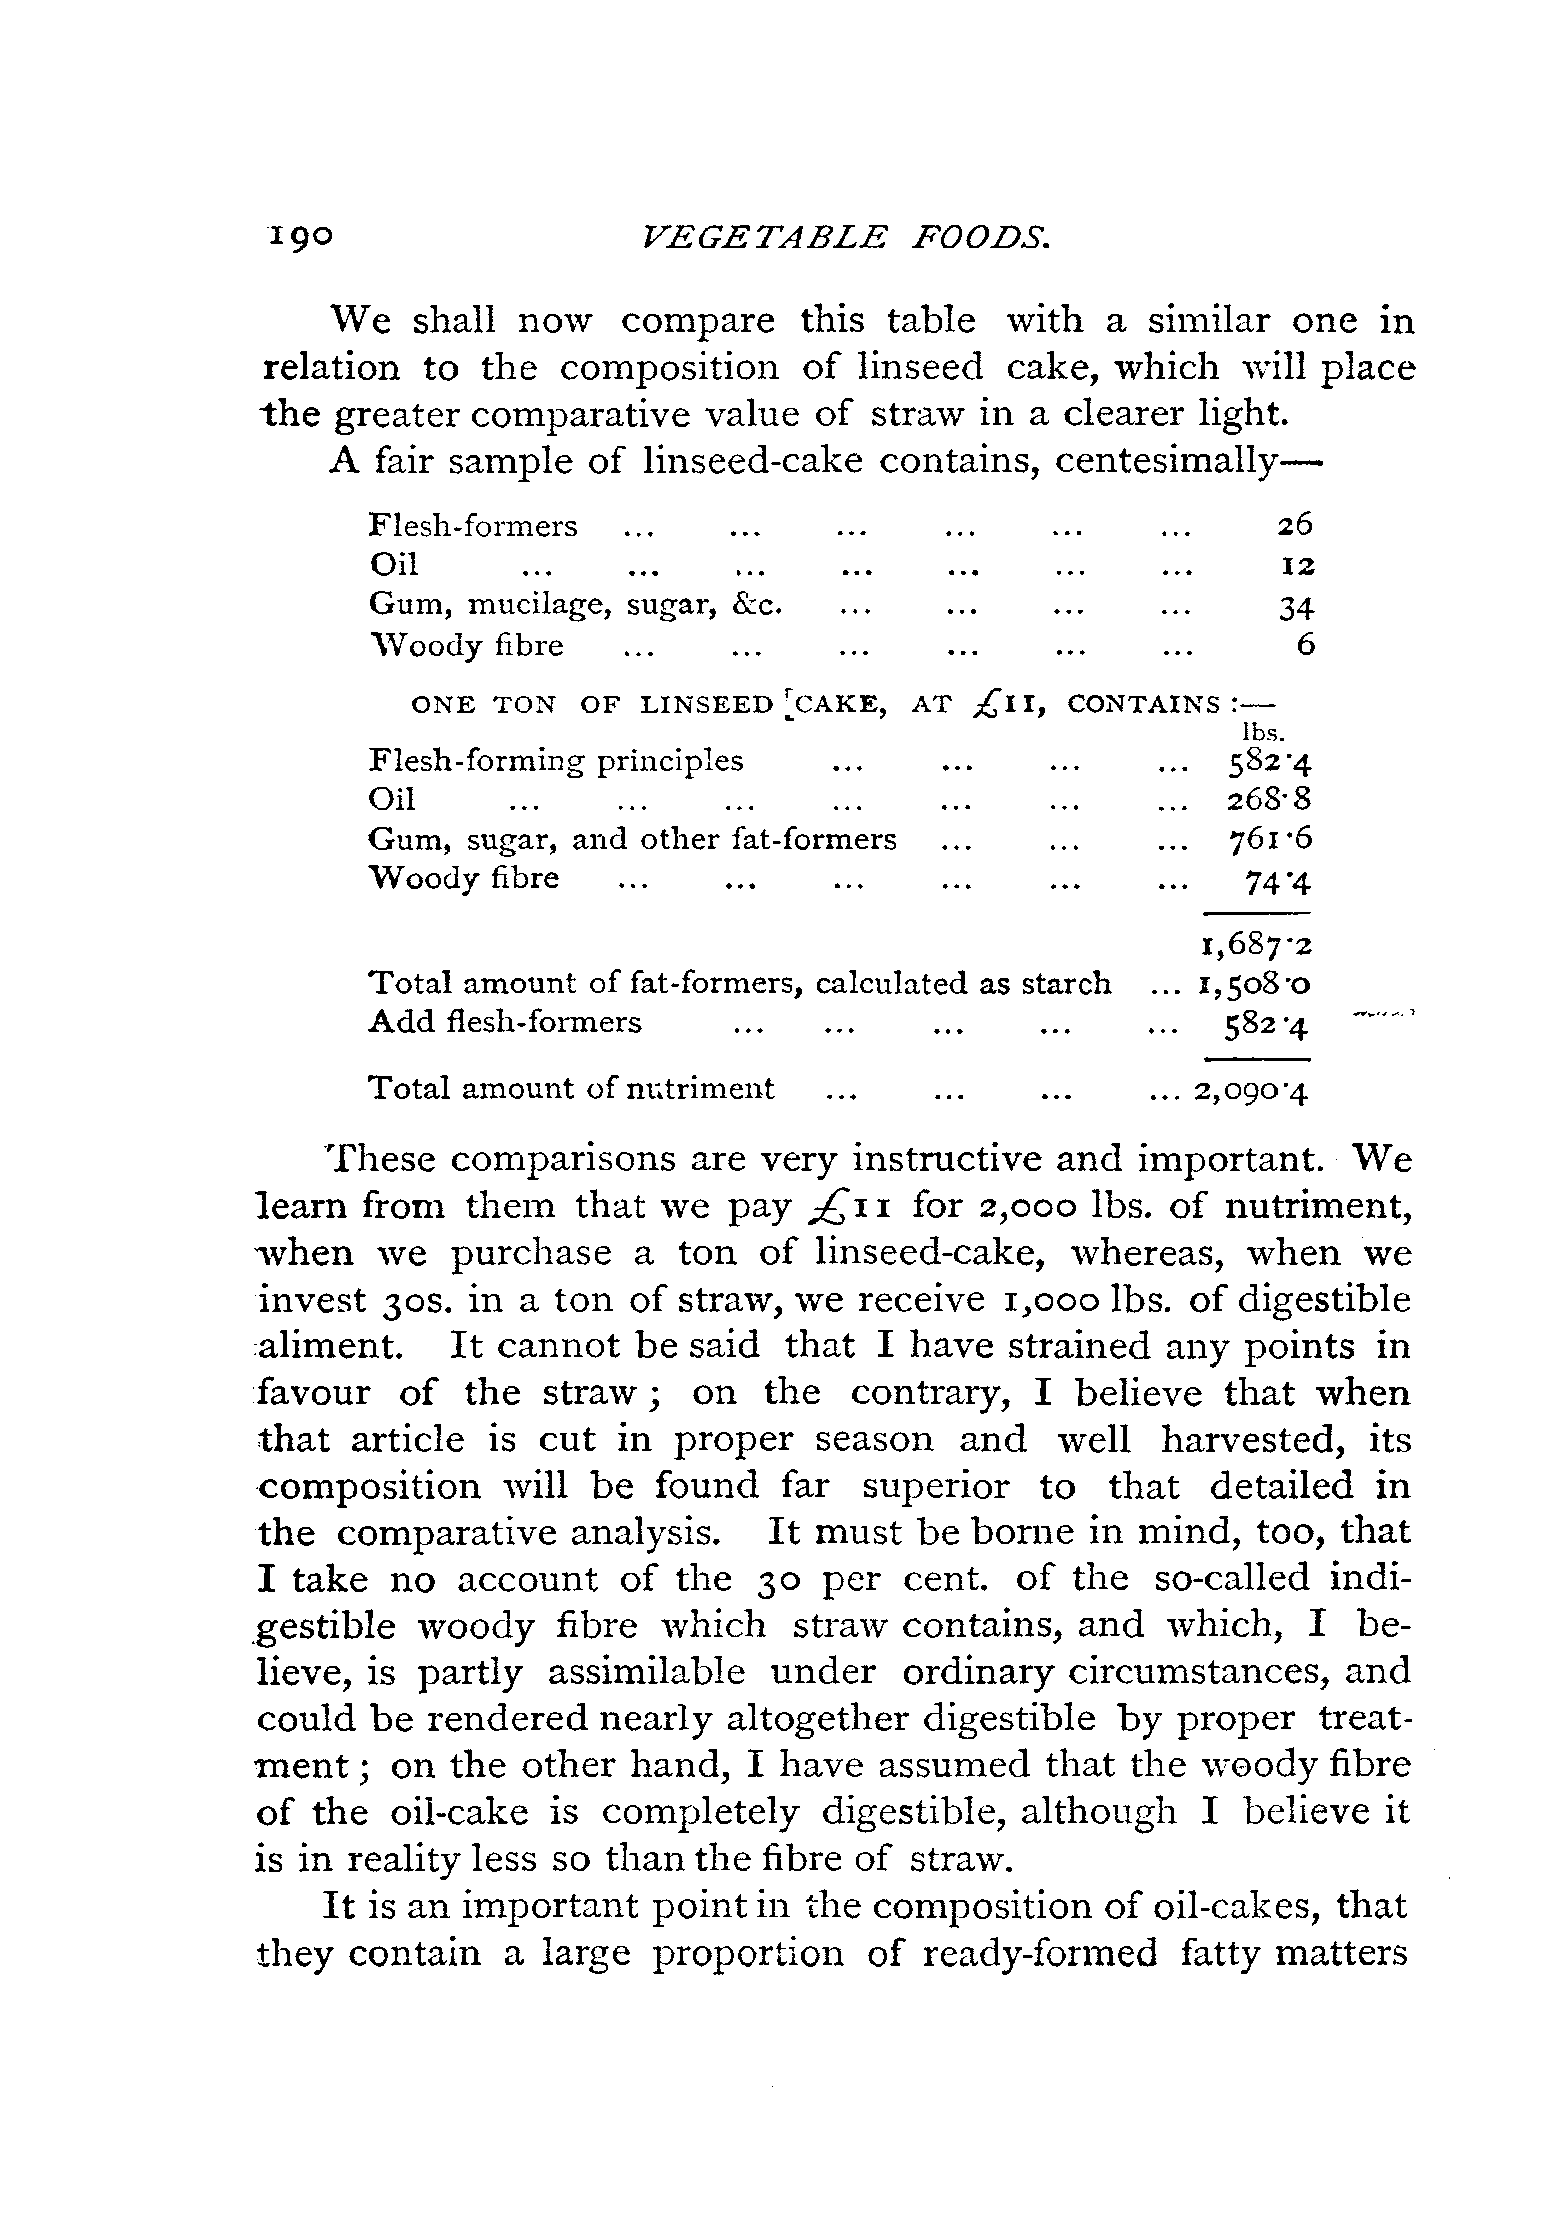 190 VEGETABLE FOODS.
We shall now compare this table with a similar one in
relation to the composition of linseed cake, which will place
the greater comparative value of straw in a clearer light.
A fair sample of linseed-cake contains, centesimally—
Flesh-formers ... ... ... ... ... ... 26
Oil ... ... ... ... ... ... ... 12
Gum, mucilage, sugar, &c. ... ... ... ... 34
Woody fibre ... ... ... ... ... ... 6
ONE TON OF LINSEED [CAKE, AT £11, CONTAINS :—
lbs.
Flesh-forming principles ... ... ... ... 582·4
Oil ... ... ... ... ... ... ... 268·8
Gum, sugar, and other fat-formers ... ... ... 761·6
Woody fibre ... ... ... ... ... ... 74·4
1,687·2
Total amount of fat-formers, calculated as starch ... 1,508·0
Add flesh-formers ... ... ... ... ... 582·4
Total amount of nutriment ... ... ... ... 2,090·4
These comparisons are very instructive and important. We
learn from them that we pay £11 for 2,000 lbs. of nutriment,
when we purchase a ton of linseed-cake, whereas, when we
invest 30s. in a ton of straw, we receive 1,000 lbs. of digestible
aliment. It cannot be said that I have strained any points in
favour of the straw ; on the contrary, I believe that when
that article is cut in proper season and well harvested, its
composition will be found far superior to that detailed in
the comparative analysis. It must be borne in mind, too, that
I take no account of the 30 per cent. of the so-called indi-
gestible woody fibre which straw contains, and which, I be-
lieve, is partly assimilable under ordinary circumstances, and
could be rendered nearly altogether digestible by proper treat-
ment ; on the other hand, I have assumed that the woody fibre
of the oil-cake is completely digestible, although I believe it
is in reality less so than the fibre of straw.
It is an important point in the composition of oil-cakes, that
they contain a large proportion of ready-formed fatty matters